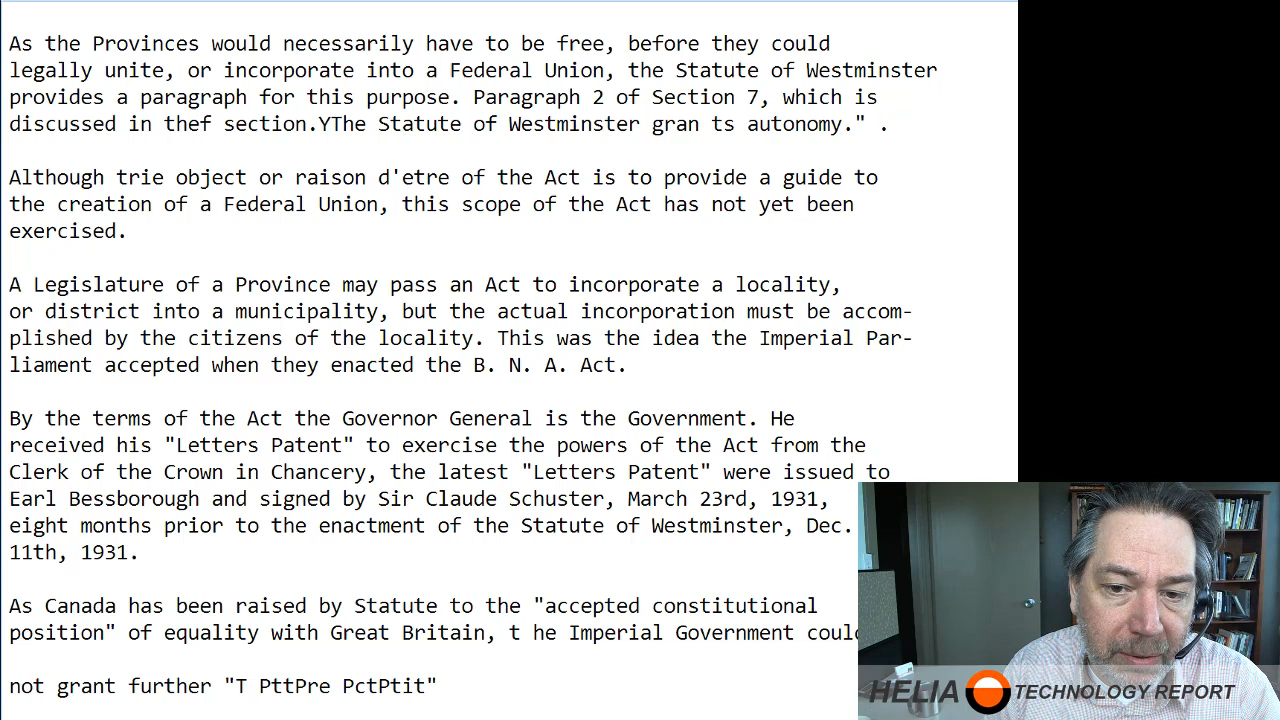 As the Provinces would necessarily have to be free, before they could
legally unite, or incorporate into a Federal Union, the Statute of Westminster
provides a paragraph for this purpose. Paragraph 2 of Section 7, which is
discussed in thef section.YThe Statute of Westminster gran ts autonomy." .
Although trie object or raison d'etre of the Act is to provide a guide to
the creation of a Federal Union, this scope of the Act has not yet been
exercised.
A Legislature of a Province may pass an Act to incorporate a locality,
or district into a municipality, but the actual incorporation must be accom-
plished by the citizens of the locality. This was the idea the Imperial Par-
liament accepted when they enacted the B. N. A. Act.
By the terms of the Act the Governor General is the Government. He
received his "Letters Patent" to exercise the powers of the Act from the
Clerk of the Crown in Chancery, the latest "Letters Patent" were issued to
Earl Bessborough and signed by Sir Claude Schuster, March 23rd, 1931,
eight months prior to the enactment of the Statute of Westminster, Dec.
11th, 1931.
As Canada has been raised by Statute to the "accepted constitutional
position" of equality with Great Britain, t he Imperial Government could
not grant further "T PttPre PctPtit"
HELIA TECHNOLOGY REPORT